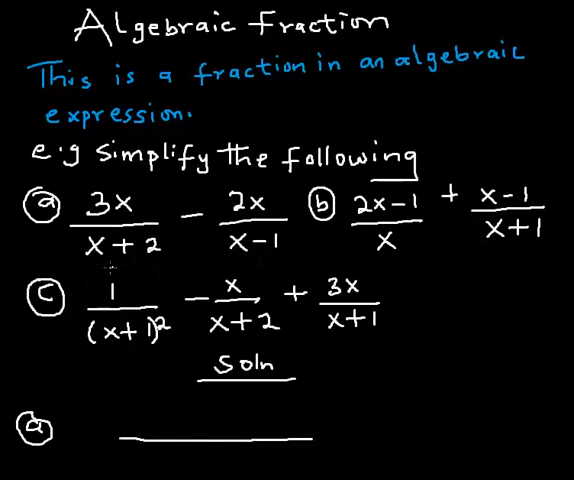 Algebraic Fraction
This is a fraction in an algebraic
expression.
e.g simplify the following
(a) 3x/(x+2) - 2x/(x-1) (b) (2x-1)/x + (x-1)/(x+1)
(c) 1/(x+1)² - x/(x+2) + 3x/(x+1)
Soln
(a)